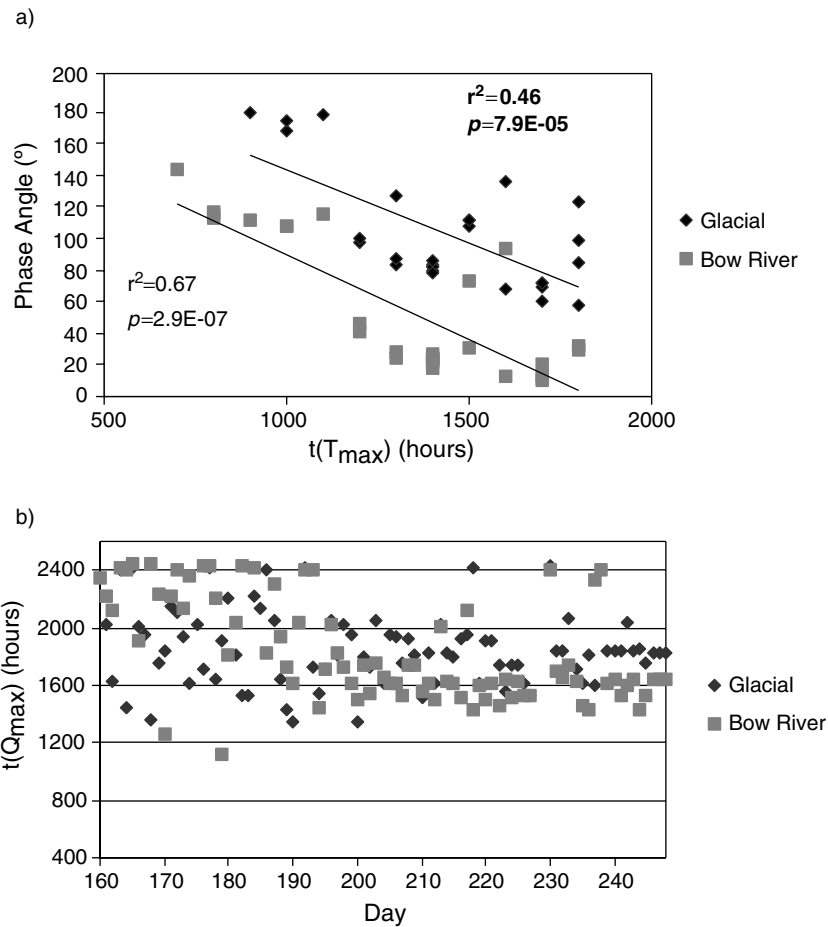 a)
200
180
160
140
120
100
80
60
40
20
0
Phase Angle (º)
r²=0.46
p=7.9E-05
r²=0.67
p=2.9E-07
500
1000
1500
2000
t(Tmax) (hours)
Glacial
Bow River
b)
2400
2000
1600
1200
800
400
t(Qmax) (hours)
160
170
180
190
200
210
220
230
240
Day
Glacial
Bow River